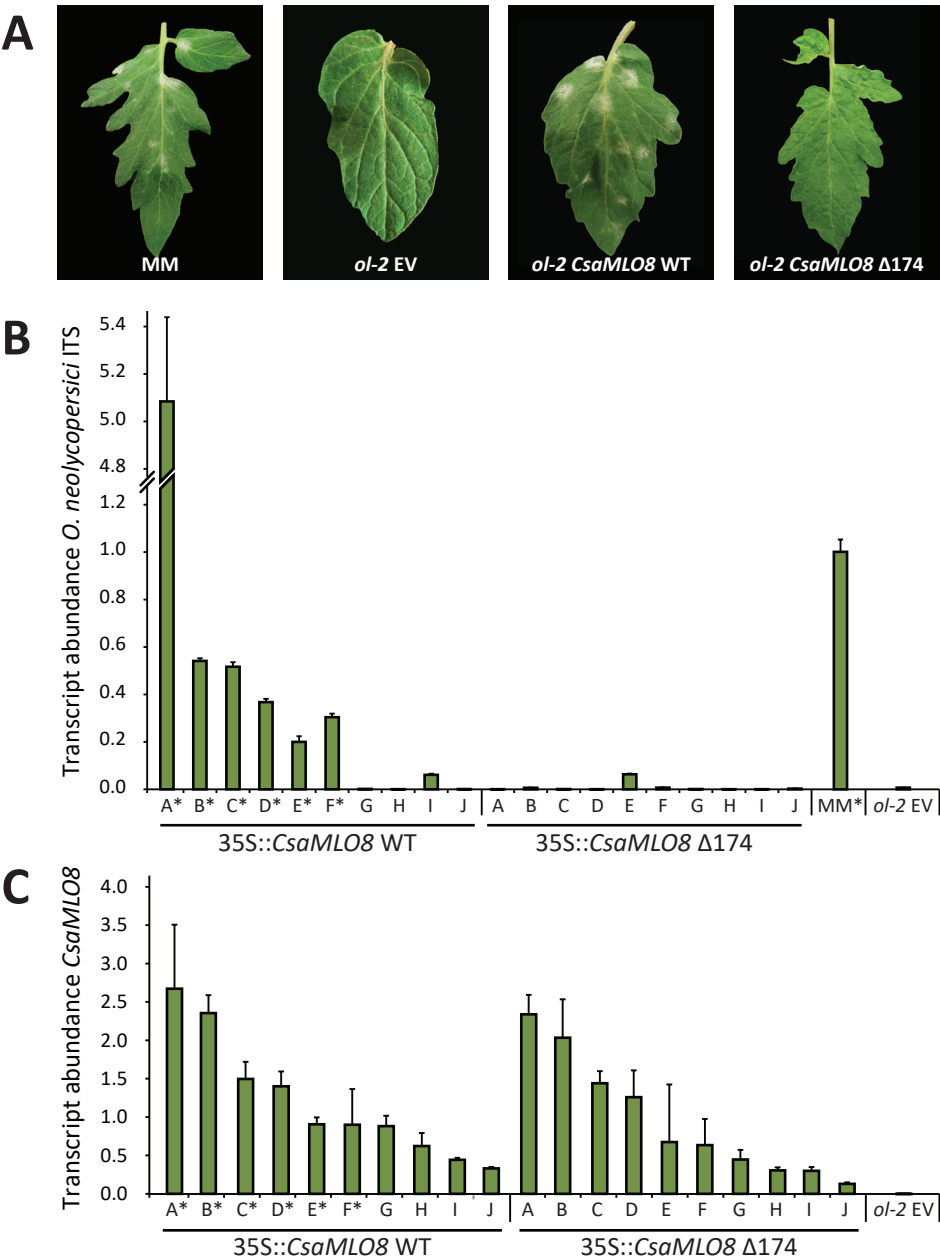 A
MM
ol-2 EV
ol-2 CsaMLO8 WT
ol-2 CsaMLO8 Δ174
B
Transcript abundance O. neolycopersici ITS
5.4
5.2
5.0
4.8
1.2
1.0
0.8
0.6
0.4
0.2
0.0
A* B* C* D* E* F* G H I J A B C D E F G H I J MM* ol-2 EV
35S::CsaMLO8 WT 35S::CsaMLO8 Δ174
C
Transcript abundance CsaMLO8
4.0
3.5
3.0
2.5
2.0
1.5
1.0
0.5
0.0
A* B* C* D* E* F* G H I J A B C D E F G H I J ol-2 EV
35S::CsaMLO8 WT 35S::CsaMLO8 Δ174